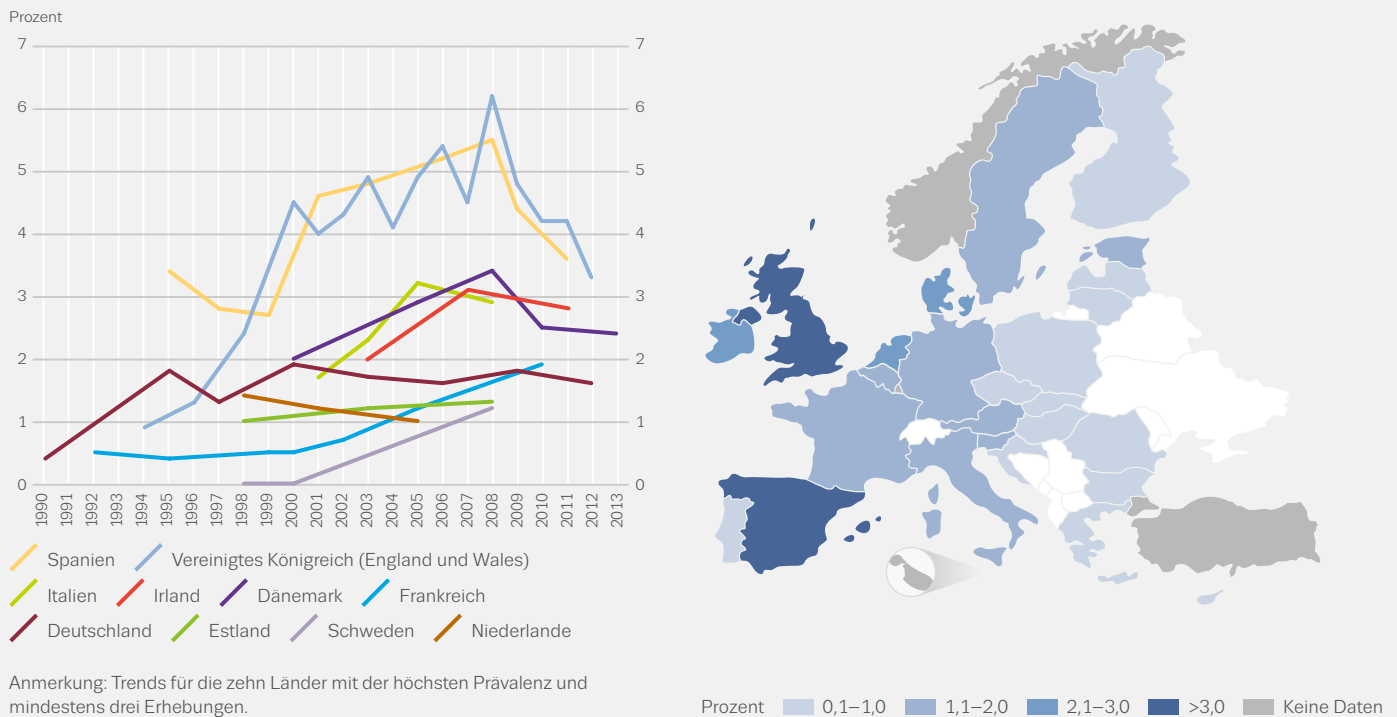 Prozent
7 7
6 6
5 5
4 4
3 3
2 2
1 1
0 0
1990 1991 1992 1993 1994 1995 1996 1997 1998 1999 2000 2001 2002 2003 2004 2005 2006 2007 2008 2009 2010 2011 2012 2013
Spanien Vereinigtes Königreich (England und Wales)
Italien Irland Dänemark Frankreich
Deutschland Estland Schweden Niederlande
Anmerkung: Trends für die zehn Länder mit der höchsten Prävalenz und
mindestens drei Erhebungen.
Prozent 0,1–1,0 1,1–2,0 2,1–3,0 >3,0 Keine Daten